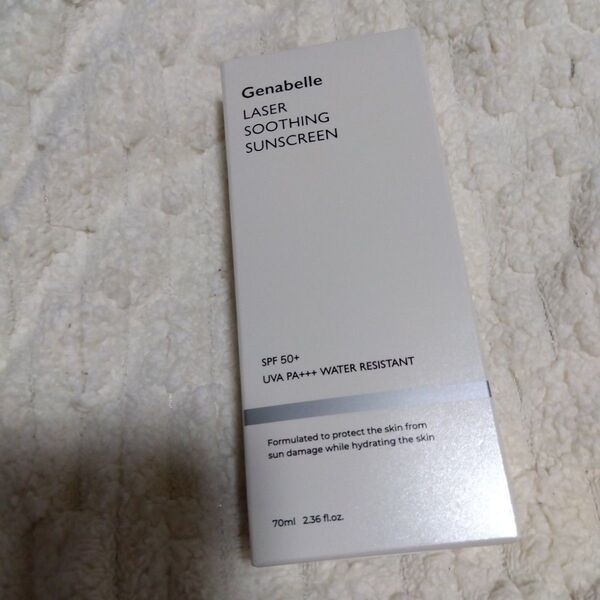 Genabelle
LASER
SOOTHING
SUNSCREEN
SPF 50+
UVA PA+++ WATER RESISTANT
Formulated to protect the skin from
sun damage while hydrating the skin
70ml 2.36 fl.oz.